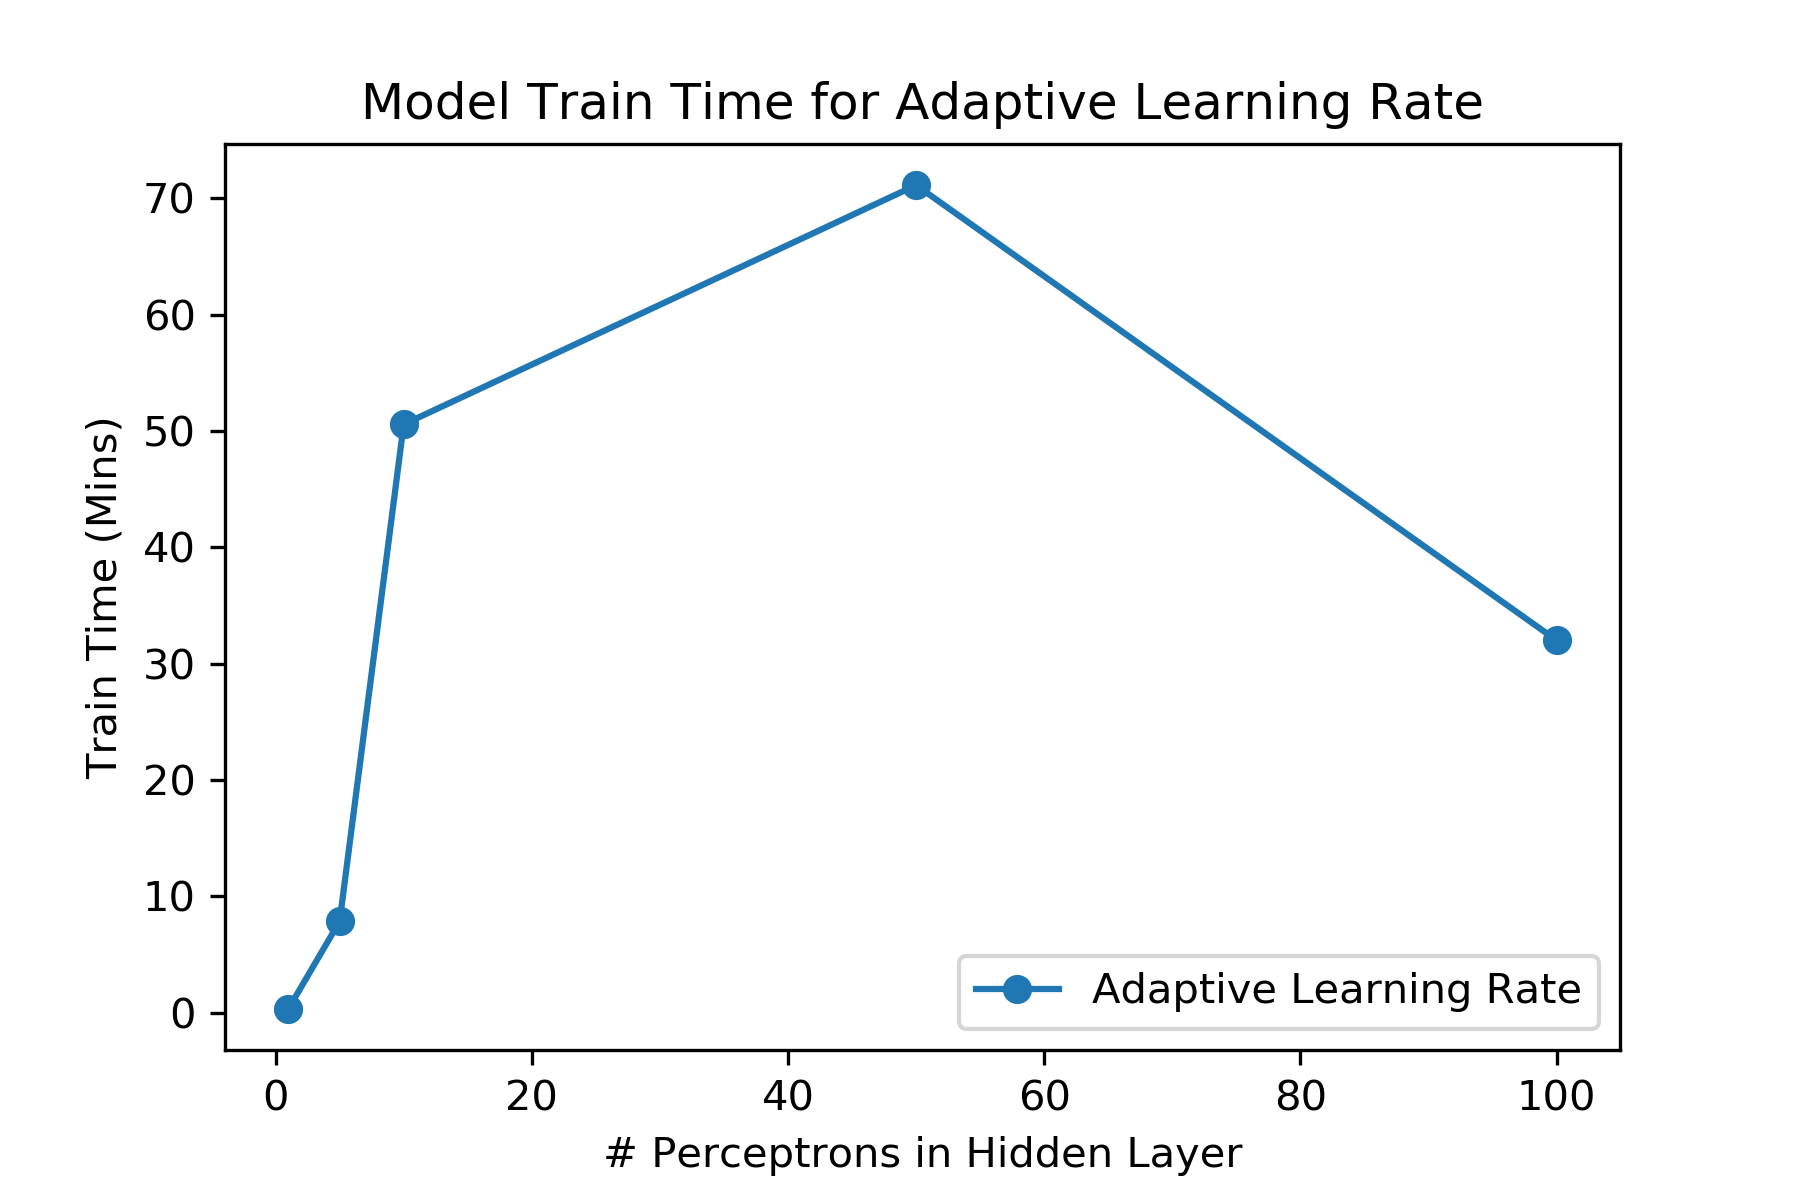 Model Train Time for Adaptive Learning Rate
70
60
50
40
30
20
10
0
Train Time (Mins)
Adaptive Learning Rate
0 20 40 60 80 100
# Perceptrons in Hidden Layer